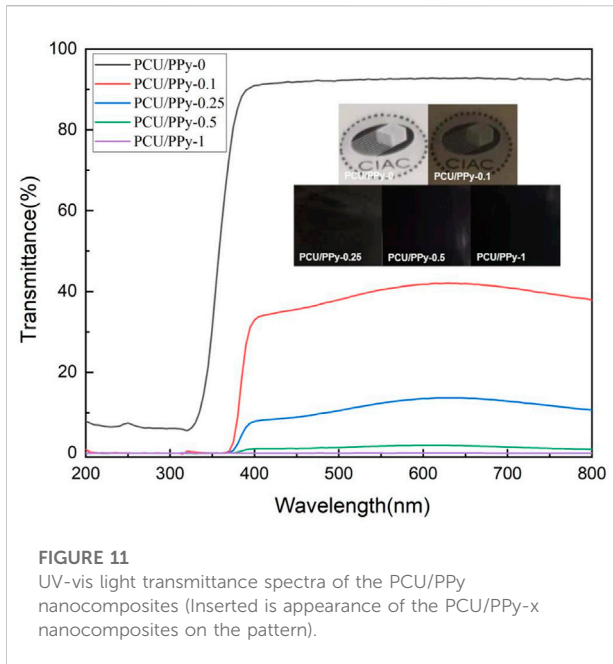 100
80
60
40
20
0
Transmittance(%)
PCU/PPy-0
PCU/PPy-0.1
PCU/PPy-0.25
PCU/PPy-0.5
PCU/PPy-1
CIAC
PCU/PPy-0
CIAC
PCU/PPy-0.1
PCU/PPy-0.25
PCU/PPy-0.5
PCU/PPy-1
200 300 400 500 600 700 800
Wavelength(nm)
FIGURE 11
UV-vis light transmittance spectra of the PCU/PPy
nanocomposites (Inserted is appearance of the PCU/PPy-x
nanocomposites on the pattern).